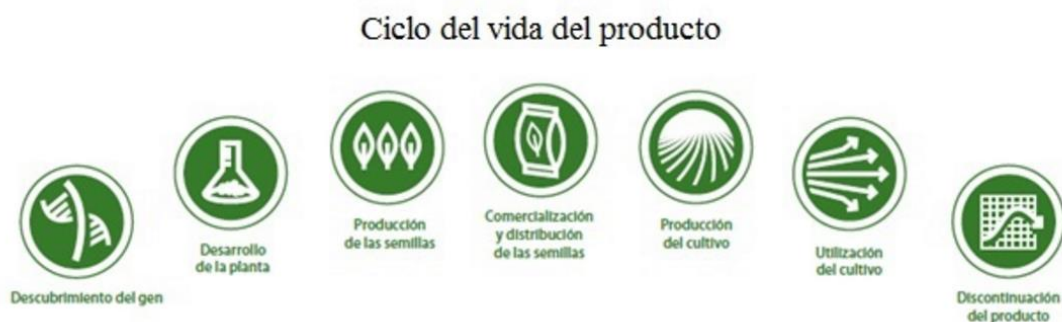 Ciclo del vida del producto
Descubrimiento del gen
Desarrollo
de la planta
Producción
de las semillas
Comercialización
y distribución
de las semillas
Producción
del cultivo
Utilización
del cultivo
Discontinuación
del producto